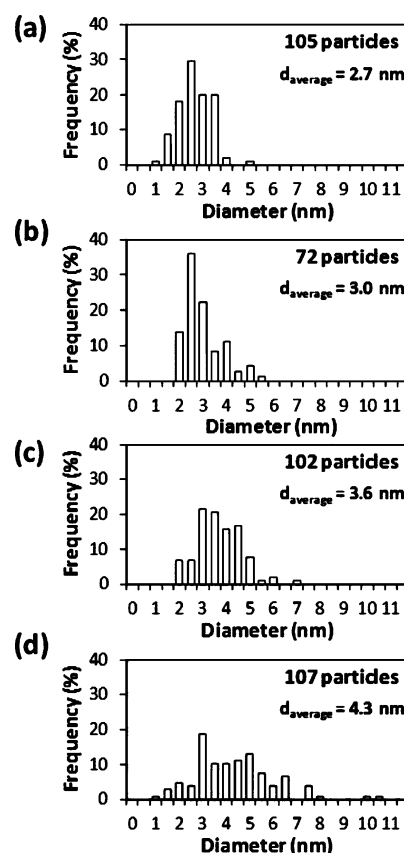 (a)
40
30
20
10
0
Frequency (%)
105 particles
daverage = 2.7 nm
0 1 2 3 4 5 6 7 8 9 10 11
Diameter (nm)
(b)
40
30
20
10
0
Frequency (%)
72 particles
daverage = 3.0 nm
0 1 2 3 4 5 6 7 8 9 10 11
Diameter (nm)
(c)
40
30
20
10
0
Frequency (%)
102 particles
daverage = 3.6 nm
0 1 2 3 4 5 6 7 8 9 10 11
Diameter (nm)
(d)
40
30
20
10
0
Frequency (%)
107 particles
daverage = 4.3 nm
0 1 2 3 4 5 6 7 8 9 10 11
Diameter (nm)